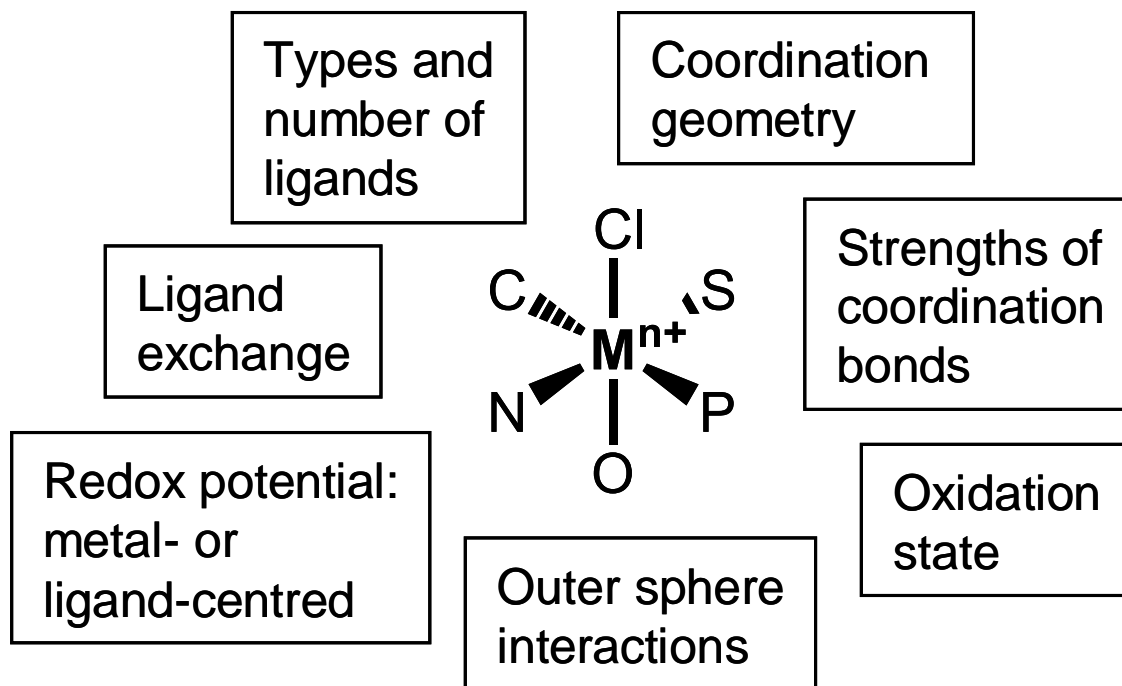 Types and
number of
ligands
Coordination
geometry
Ligand
exchange
Cl
C
S
Mn+
N
P
O
Strengths of
coordination
bonds
Redox potential:
metal- or
ligand-centred
Outer sphere
interactions
Oxidation
state